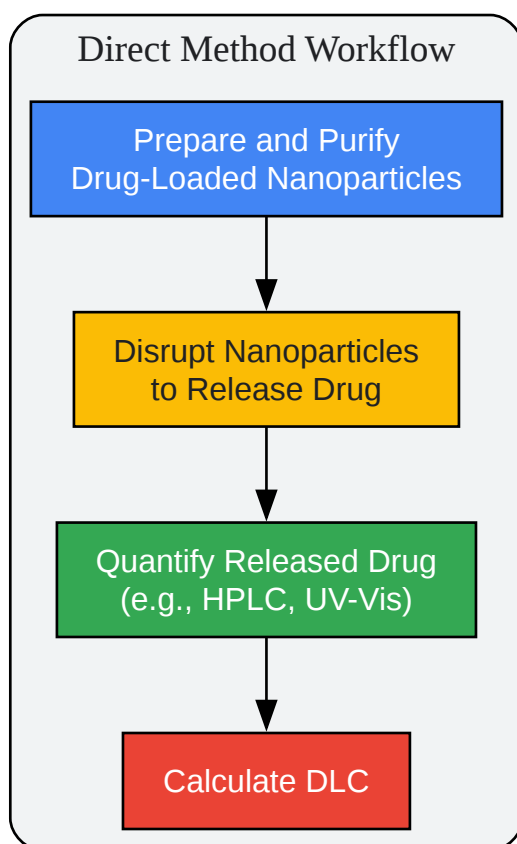 Direct Method Workflow
Prepare and Purify
Drug-Loaded Nanoparticles
Disrupt Nanoparticles
to Release Drug
Quantify Released Drug
(e.g., HPLC, UV-Vis)
Calculate DLC